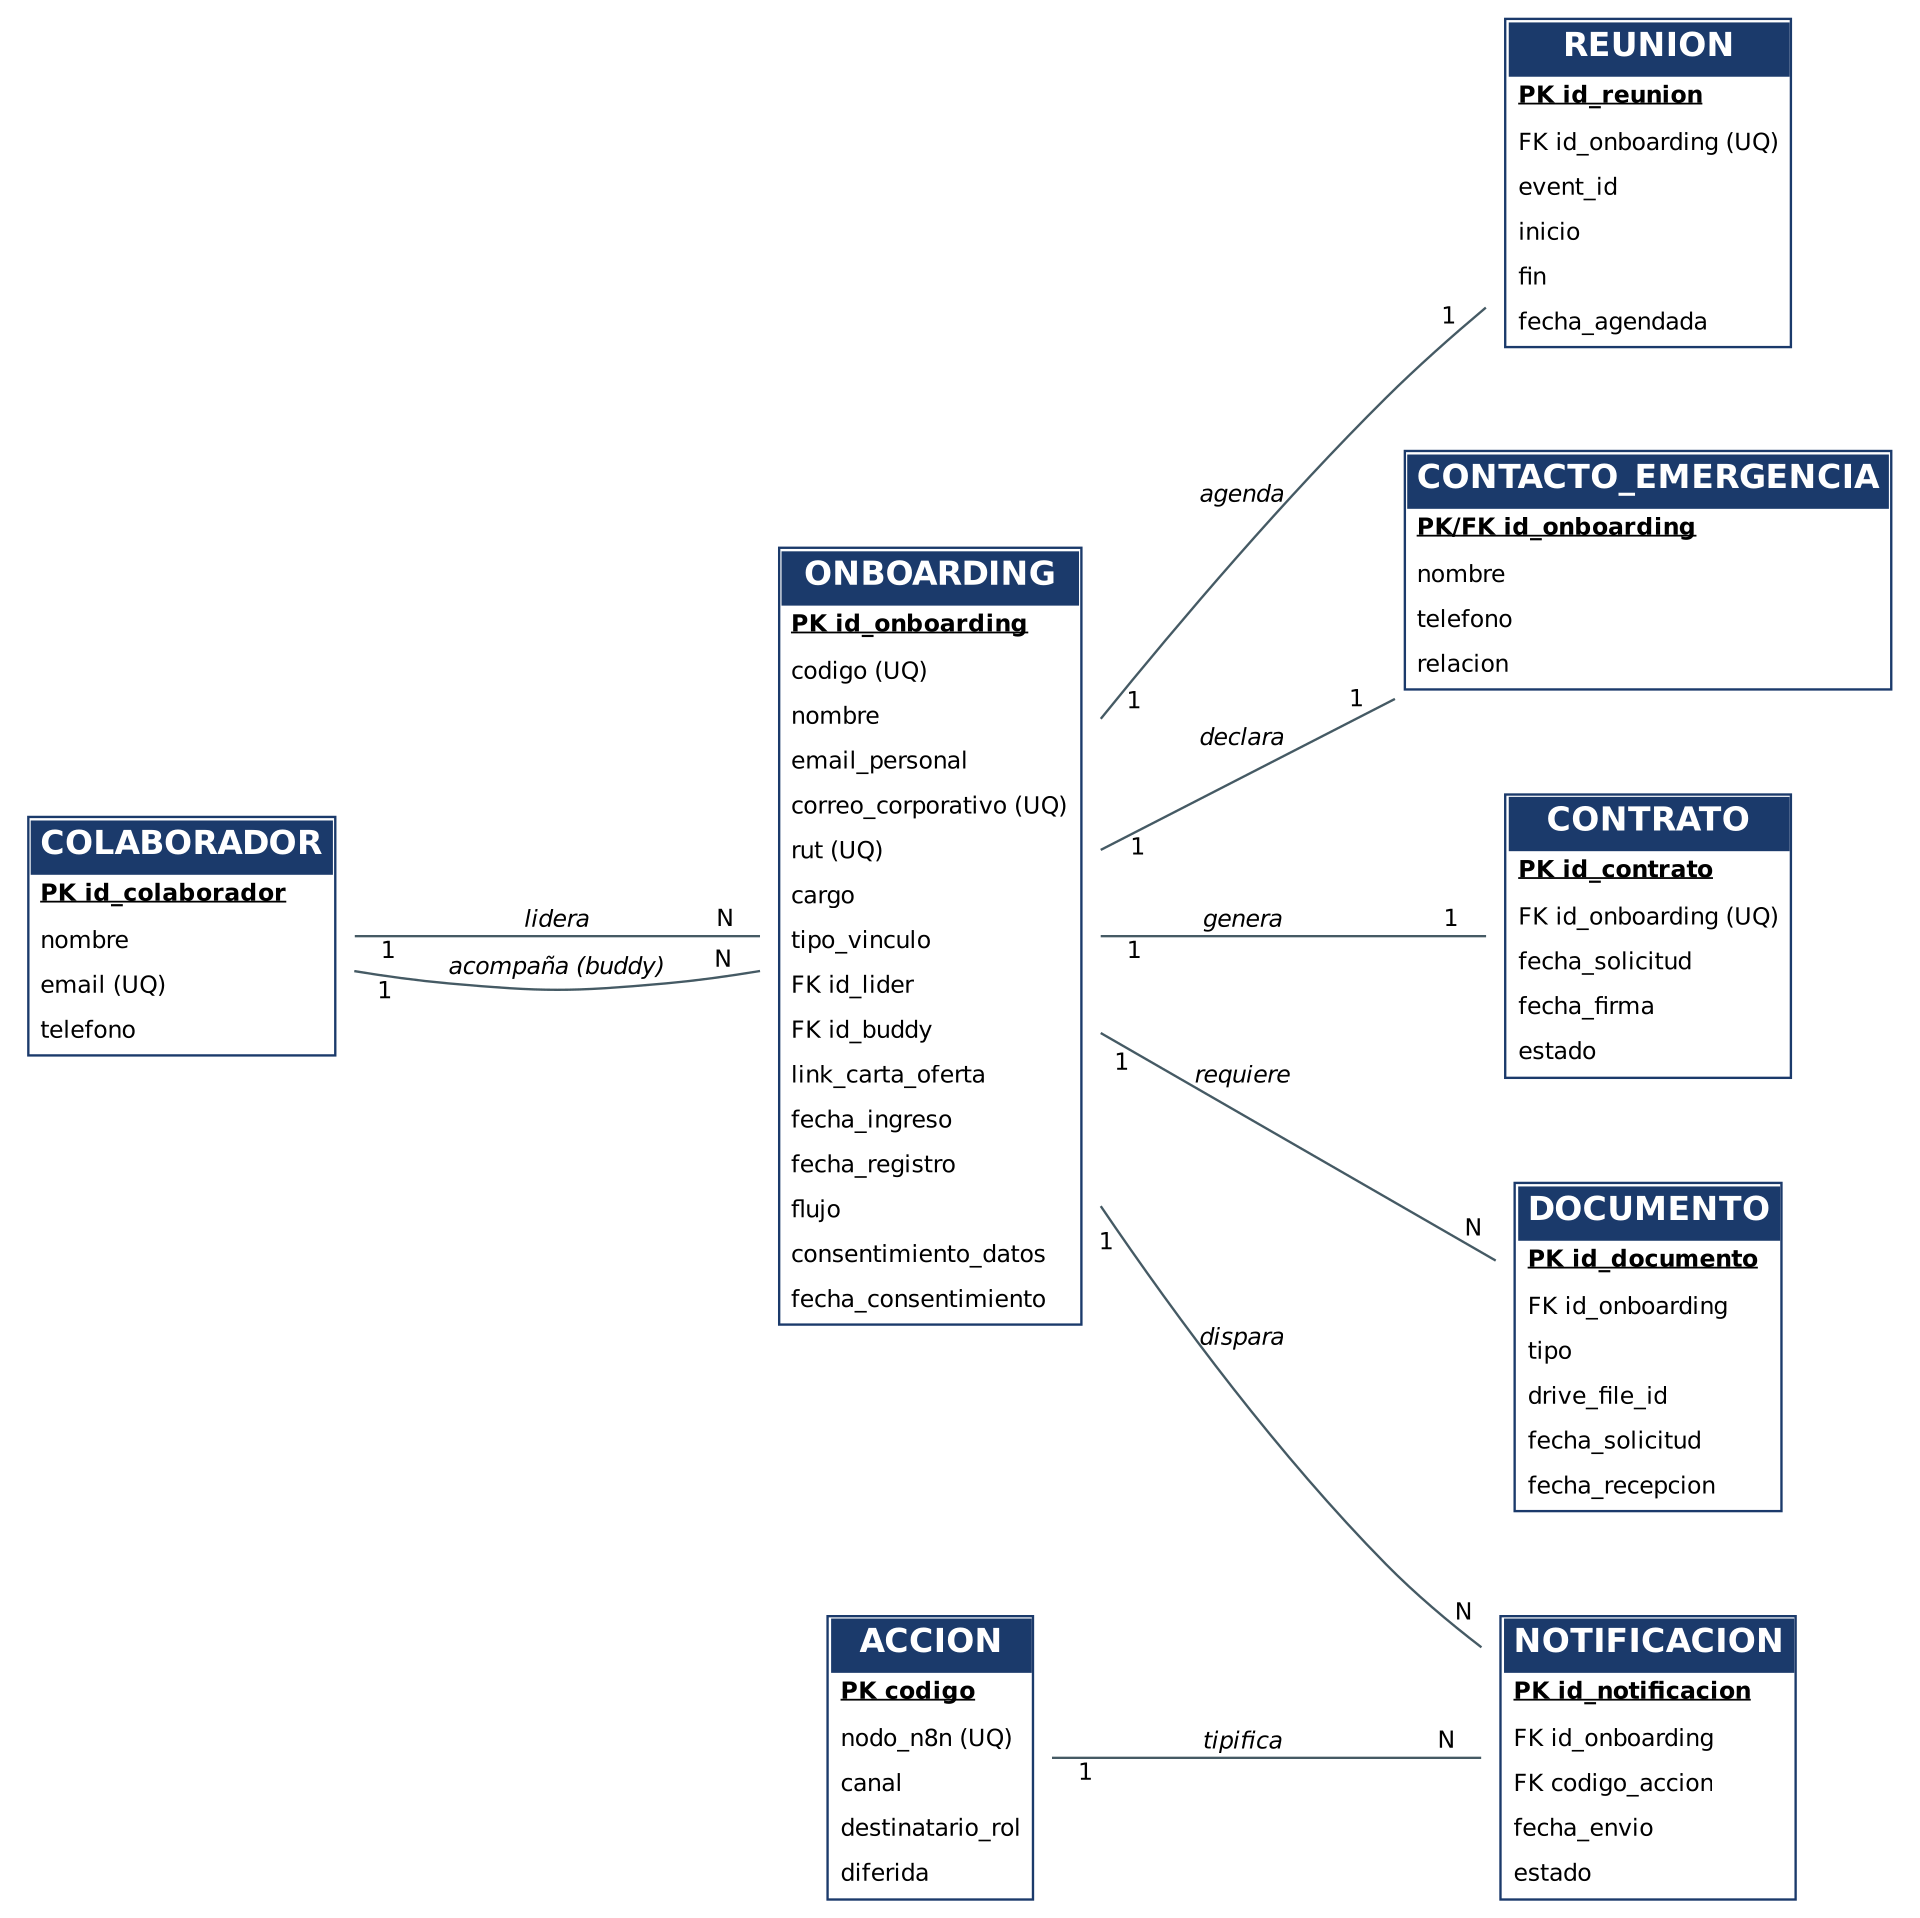 REUNION
PK id_reunion
FK id_onboarding (UQ)
event_id
inicio
fin
fecha_agendada
1
agenda
1
CONTACTO_EMERGENCIA
PK/FK id_onboarding
nombre
telefono
relacion
1
declara
1
ONBOARDING
PK id_onboarding
codigo (UQ)
nombre
email_personal
correo_corporativo (UQ)
rut (UQ)
cargo
tipo_vinculo
FK id_lider
FK id_buddy
link_carta_oferta
fecha_ingreso
fecha_registro
flujo
consentimiento_datos
fecha_consentimiento
COLABORADOR
PK id_colaborador
nombre
email (UQ)
telefono
lidera
N
1
acompaña (buddy)
N
1
CONTRATO
PK id_contrato
FK id_onboarding (UQ)
fecha_solicitud
fecha_firma
estado
genera
1
1
1
requiere
N
DOCUMENTO
PK id_documento
FK id_onboarding
tipo
drive_file_id
fecha_solicitud
fecha_recepcion
1
dispara
N
ACCION
PK codigo
nodo_n8n (UQ)
canal
destinatario_rol
diferida
tipifica
N
1
NOTIFICACION
PK id_notificacion
FK id_onboarding
FK codigo_accion
fecha_envio
estado